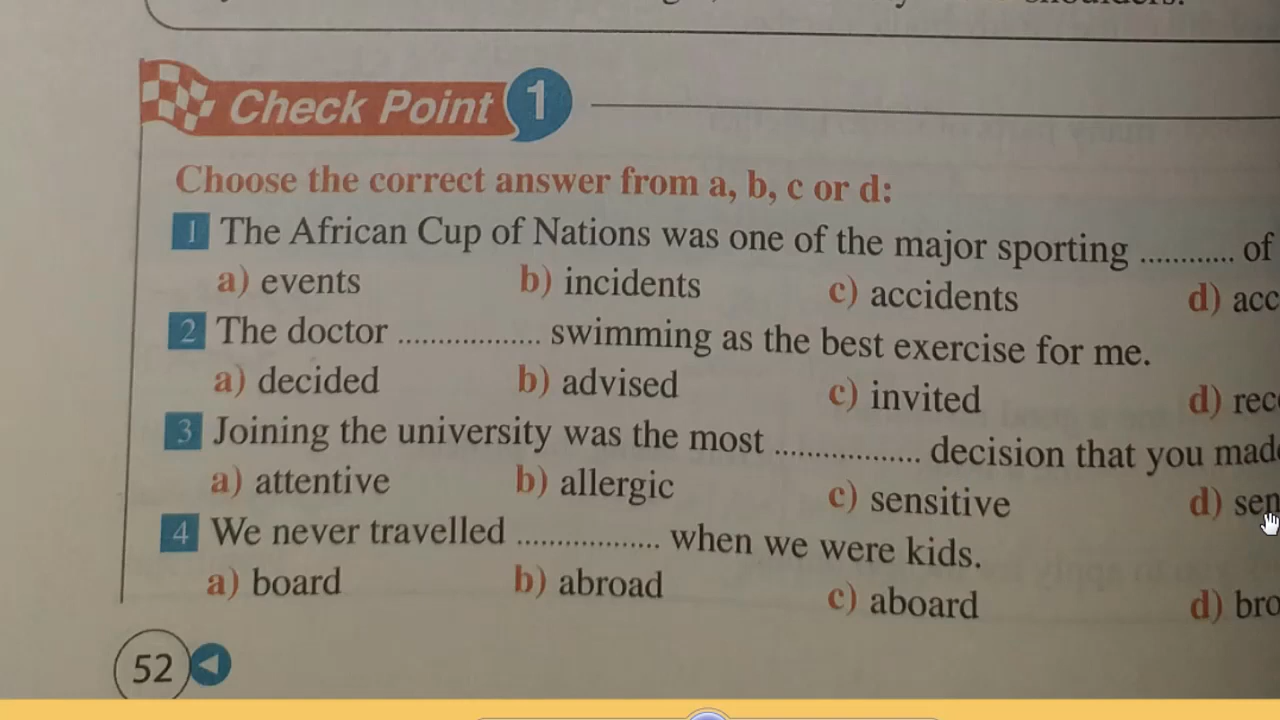 shoulders.
Check Point 1
Choose the correct answer from a, b, c or d:
1 The African Cup of Nations was one of the major sporting ............ of
a) events b) incidents c) accidents d)
2 The doctor .................. swimming as the best exercise for me.
a) decided b) advised c) invited d)
3 Joining the university was the most .................. decision that you
a) attentive b) allergic c) sensitive d)
4 We never travelled .................. when we were kids.
a) board b) abroad c) aboard d)
52